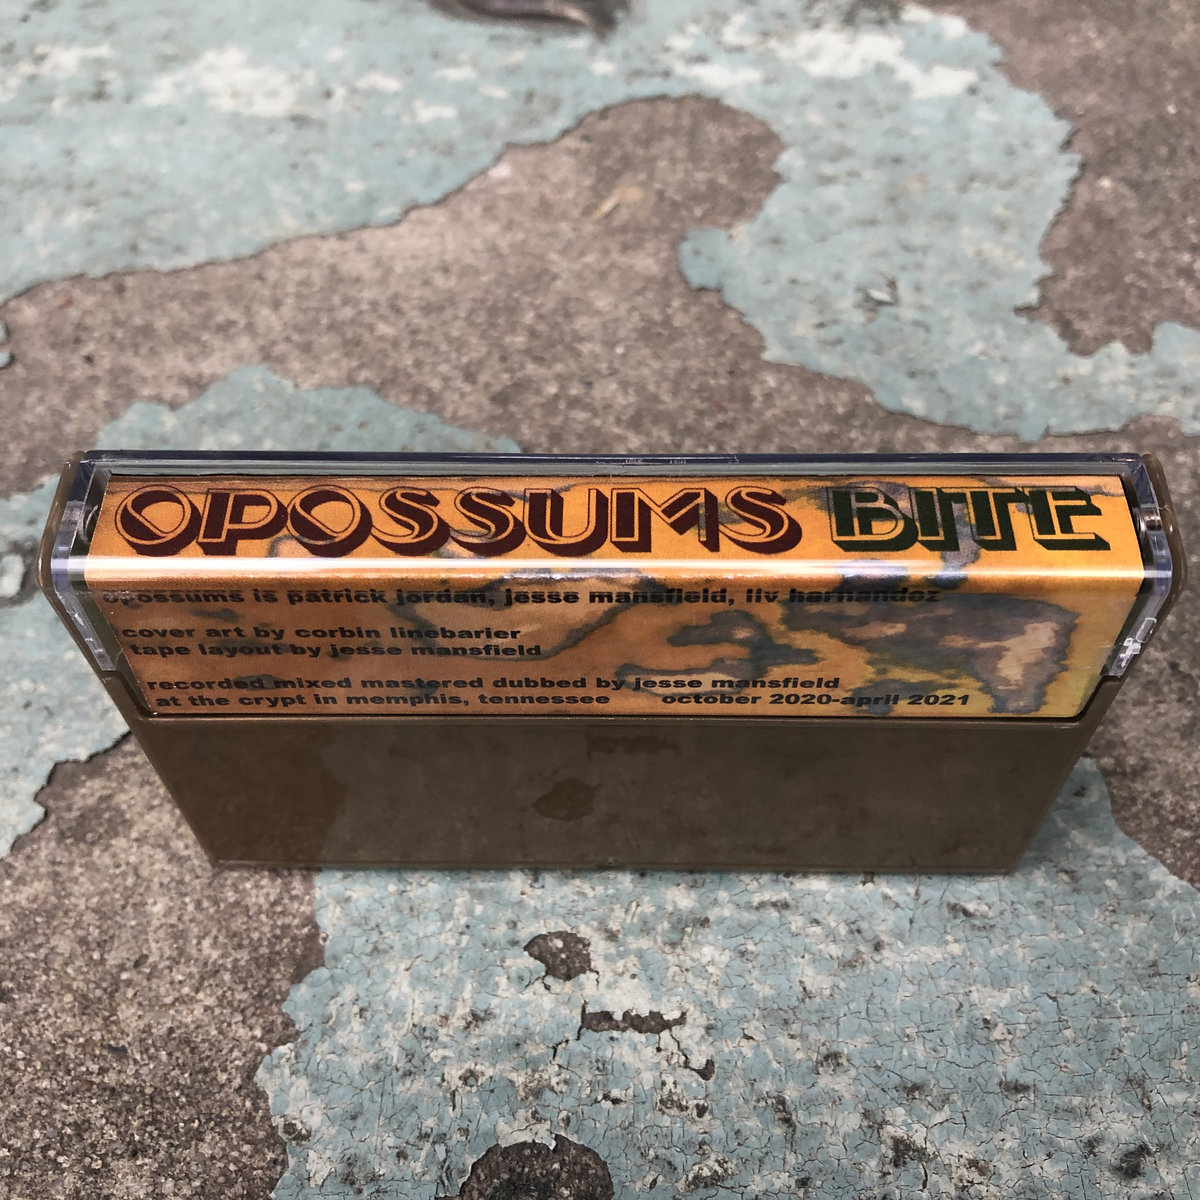 OPOSSUMS BITE
opossums is patrick jordan, jesse mansfield, liv hernandez
cover art by corbin linebarier
tape layout by jesse mansfield
recorded mixed mastered dubbed by jesse mansfield
at the crypt in memphis, tennessee october 2020-april 2021